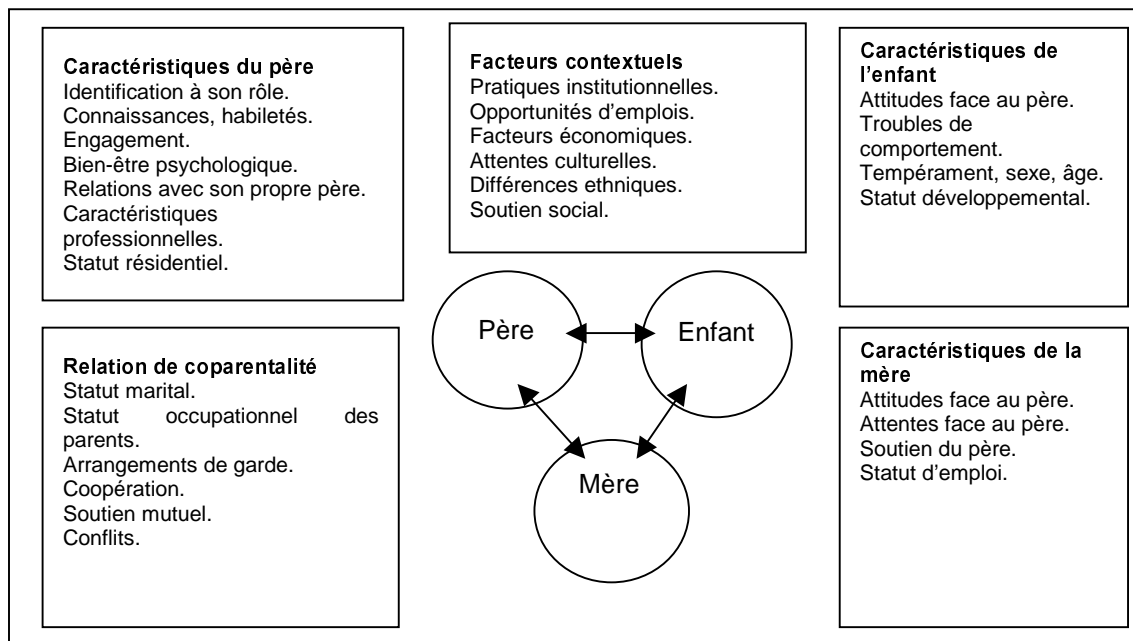 Caractéristiques du père
Identification à son rôle.
Connaissances, habiletés.
Engagement.
Bien-être psychologique.
Relations avec son propre père.
Caractéristiques
professionnelles.
Statut résidentiel.
Facteurs contextuels
Pratiques institutionnelles.
Opportunités d'emplois.
Facteurs économiques.
Attentes culturelles.
Différences ethniques.
Soutien social.
Caractéristiques de
l'enfant
Attitudes face au père.
Troubles de
comportement.
Tempérament, sexe, âge.
Statut développemental.
Père
Enfant
Mère
Relation de coparentalité
Statut marital.
Statut occupationnel des
parents.
Arrangements de garde.
Coopération.
Soutien mutuel.
Conflits.
Caractéristiques de la
mère
Attitudes face au père.
Attentes face au père.
Soutien du père.
Statut d'emploi.